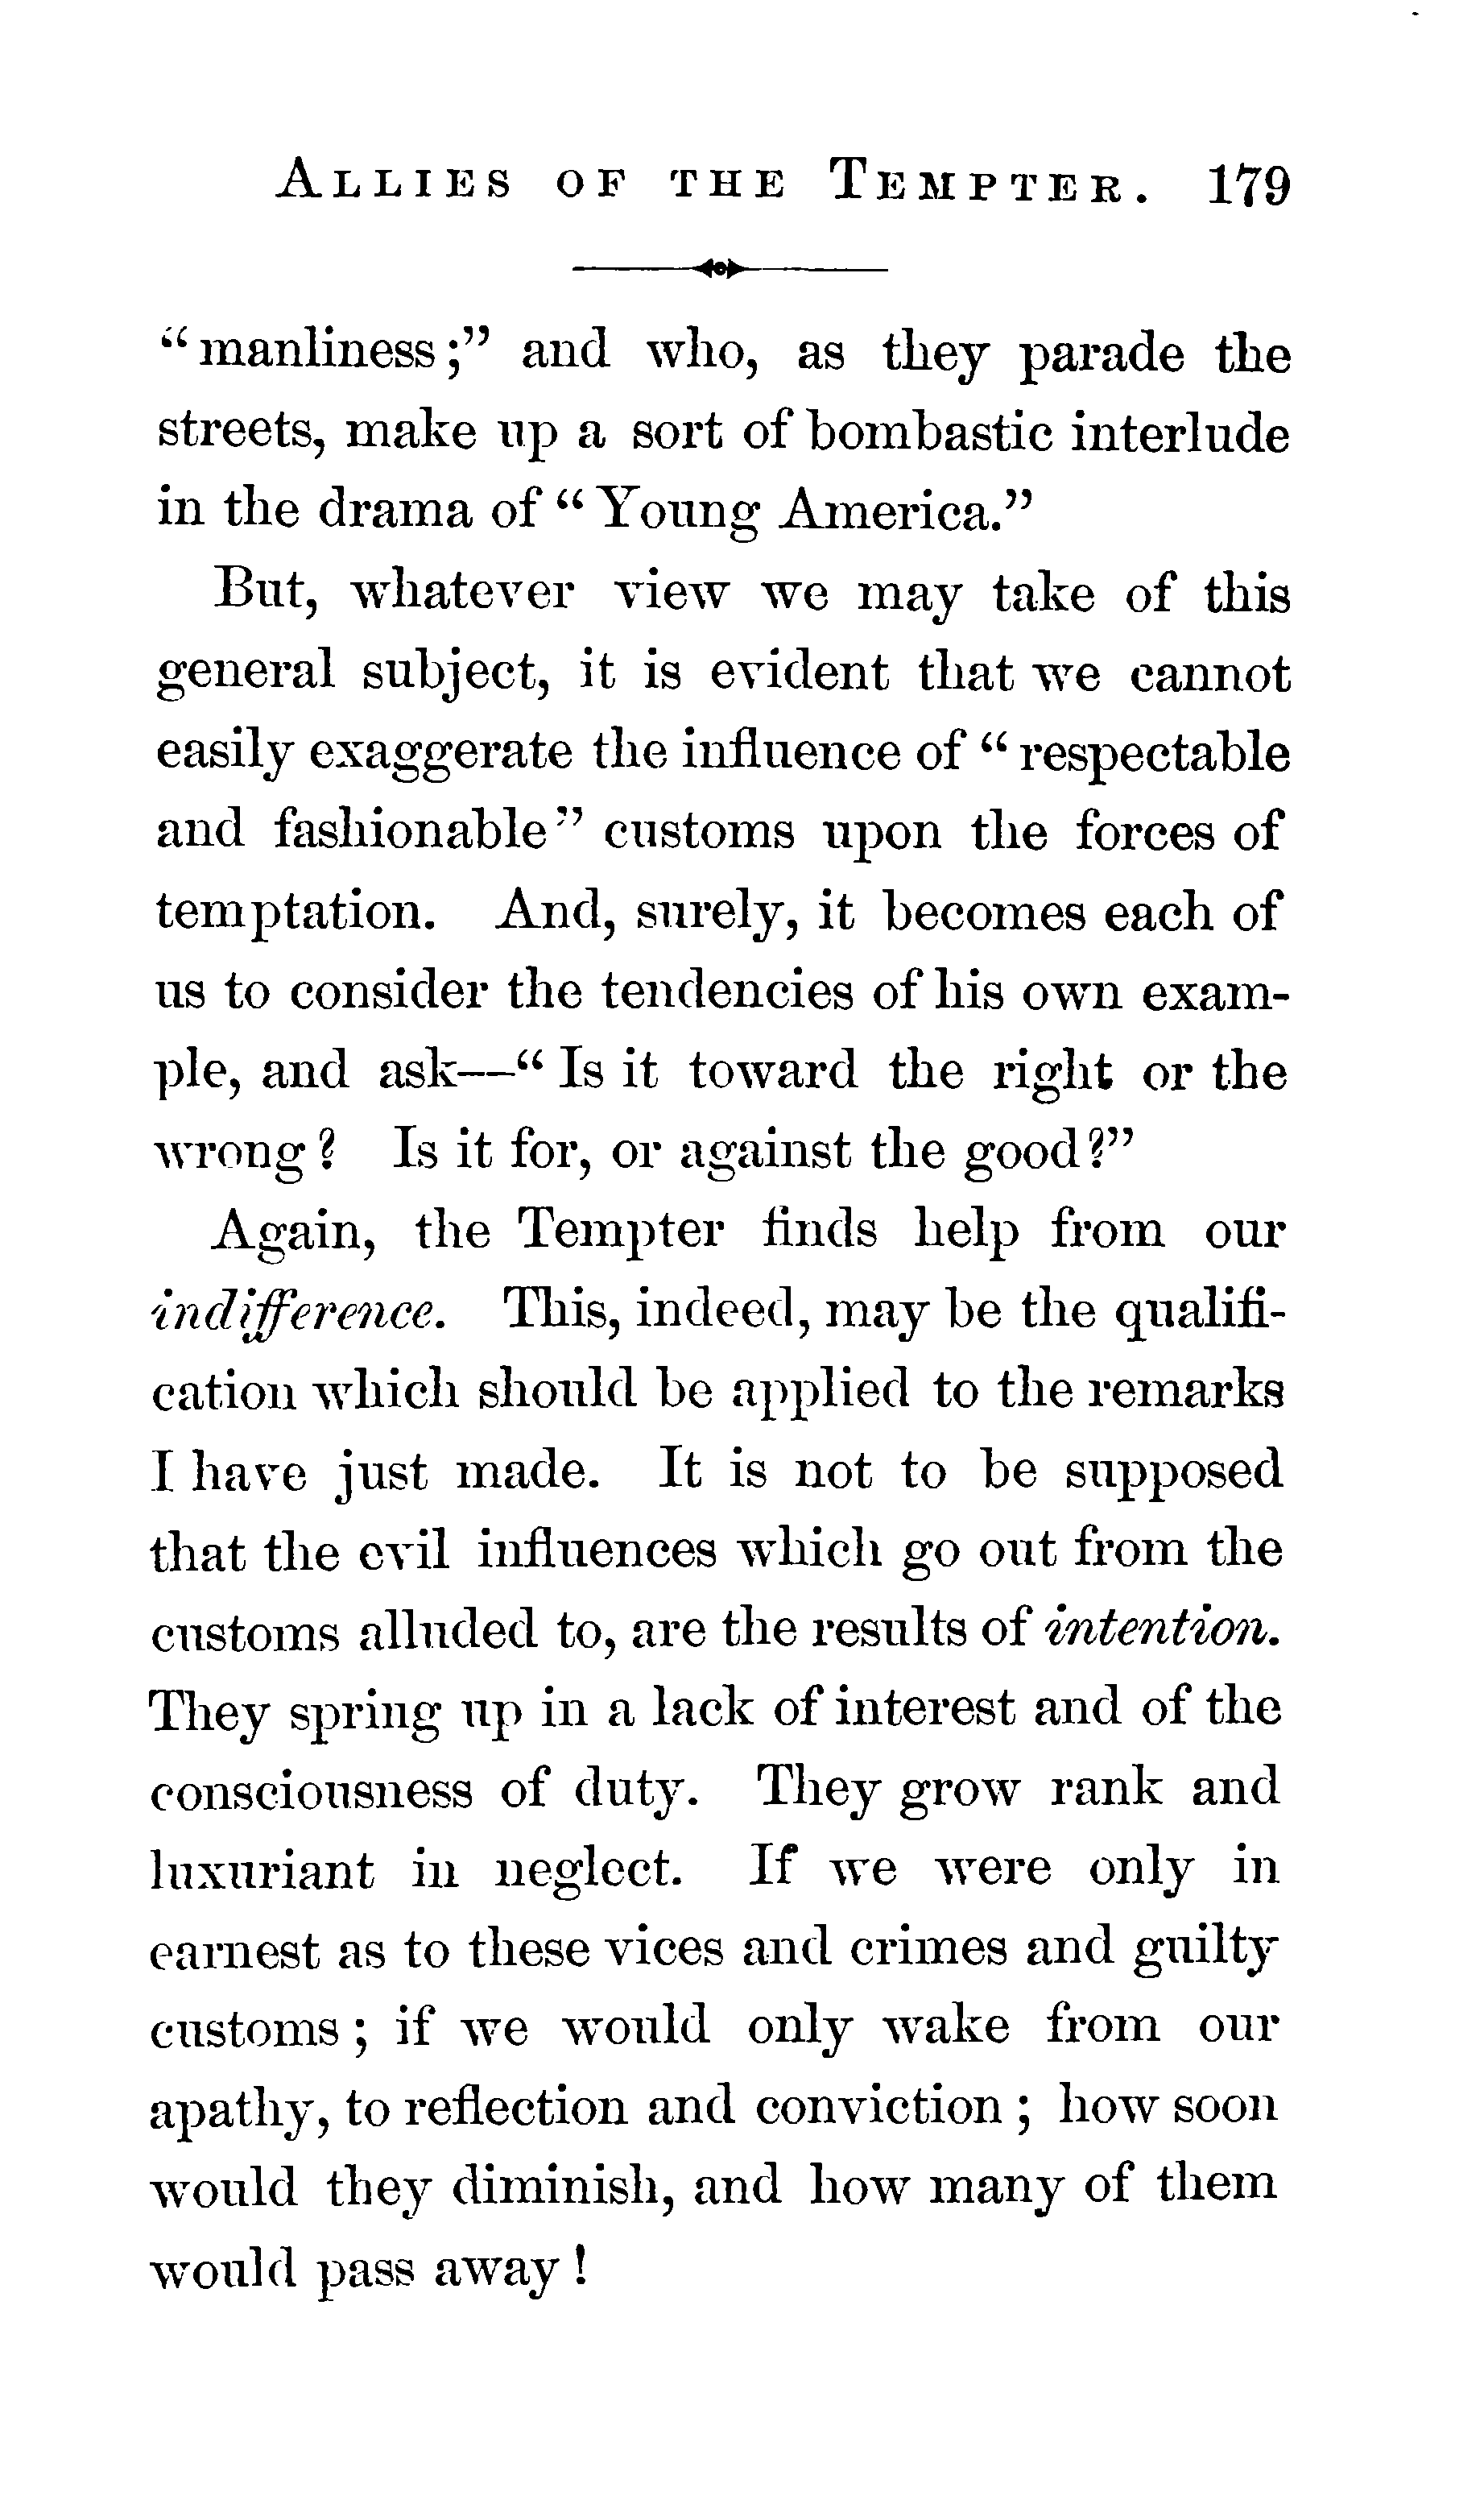 ALLIES OF THE TEMPTER. 179
"manliness;" and who, as they parade the
streets, make up a sort of bombastic interlude
in the drama of "Young America."
But, whatever view we may take of this
general subject, it is evident that we cannot
easily exaggerate the influence of "respectable
and fashionable" customs upon the forces of
temptation. And, surely, it becomes each of
us to consider the tendencies of his own exam-
ple, and ask—"Is it toward the right or the
wrong? Is it for, or against the good?"
Again, the Tempter finds help from our
indifference. This, indeed, may be the qualifi-
cation which should be applied to the remarks
I have just made. It is not to be supposed
that the evil influences which go out from the
customs alluded to, are the results of intention.
They spring up in a lack of interest and of the
consciousness of duty. They grow rank and
luxuriant in neglect. If we were only in
earnest as to these vices and crimes and guilty
customs; if we would only wake from our
apathy, to reflection and conviction; how soon
would they diminish, and how many of them
would pass away!